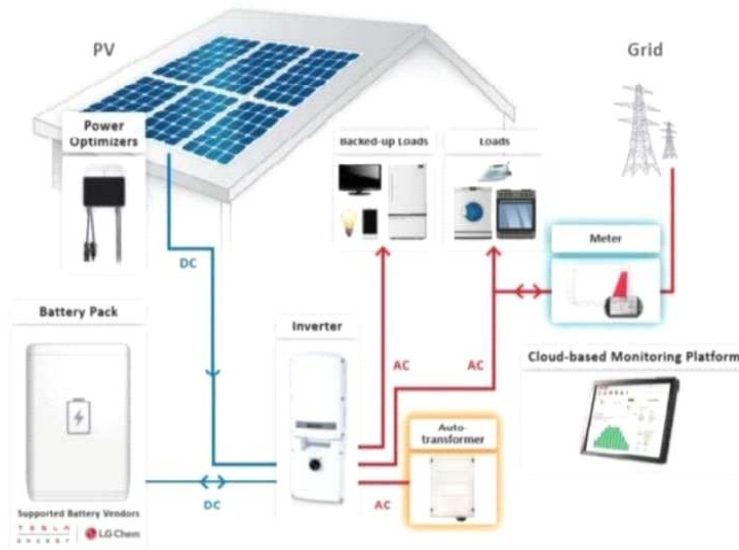 PV
Grid
Power
Optimizers
Backed-up Loads
Loads
DC
Meter
Battery Pack
Inverter
AC
AC
Cloud-based Monitoring Platform
Auto-
transformer
DC
AC
Supported Battery Vendors
TESLA
ENERGY
LG Chem